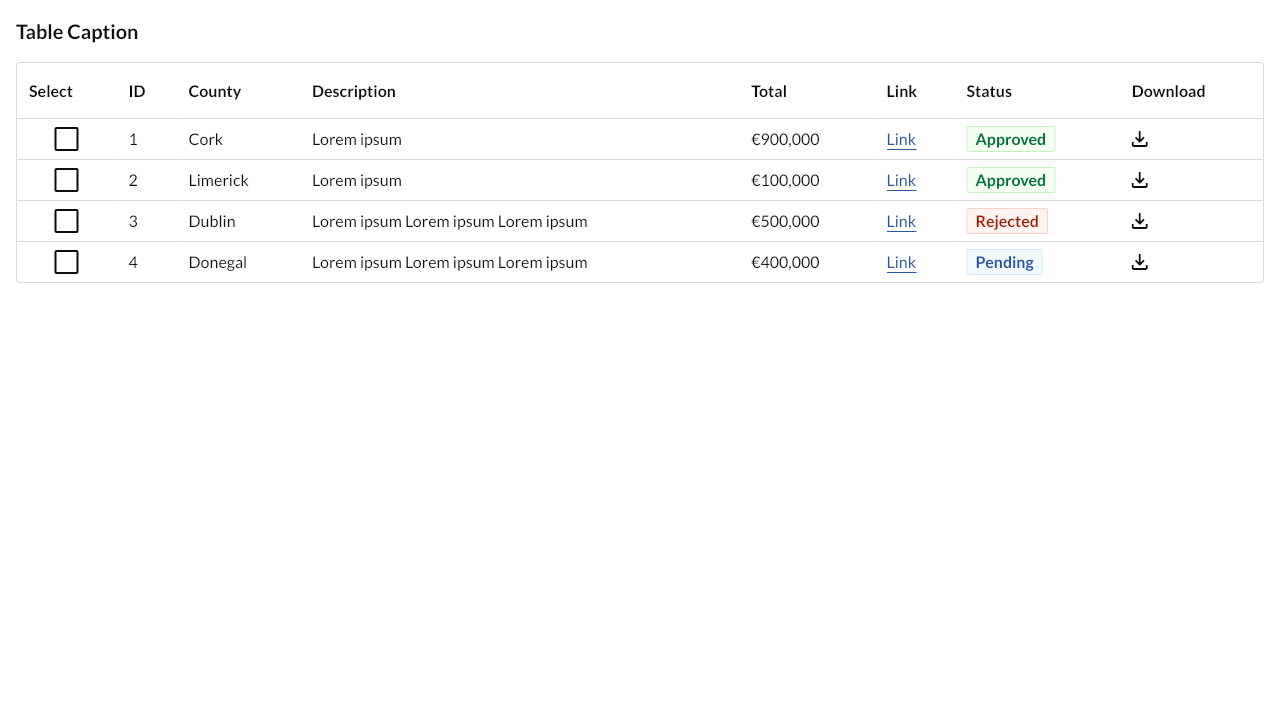 Table Caption
Select ID County Description Total Link Status Download
1 Cork Lorem ipsum €900,000 Link Approved
2 Limerick Lorem ipsum €100,000 Link Approved
3 Dublin Lorem ipsum Lorem ipsum Lorem ipsum €500,000 Link Rejected
4 Donegal Lorem ipsum Lorem ipsum Lorem ipsum €400,000 Link Pending